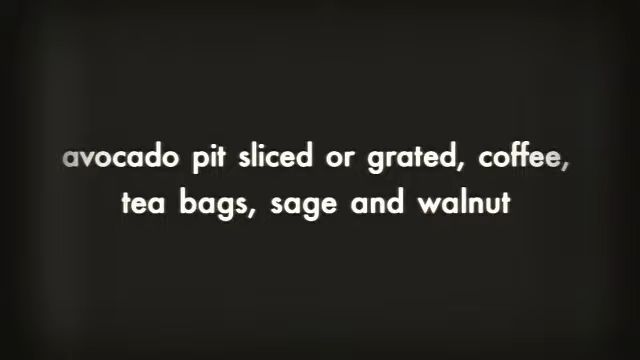 avocado pit sliced or grated, coffee,
tea bags, sage and walnut